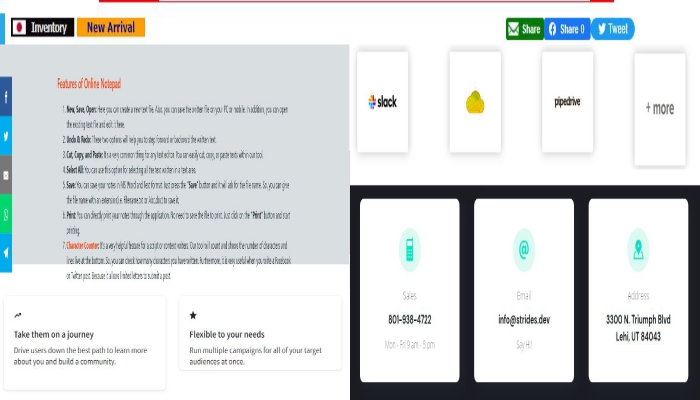 Inventory
New Arrival
Share
Share 0
Tweet
Features of Online Notepad
1. New, Save, Open: Here you can create a new text file. Also, you can save the written file on your PC or mobile. In addition, you can open
the existing text file and edit it here.
2. Undo & Redo: These two options will help you to step forward or backword the written text.
3. Cut, Copy, and Paste: It's a very common thing for any text editor. You can easily cut, copy, or paste texts within our tool.
4. Select All: You can use this option for selecting all the text written in a text area.
5. Save: You can save your notes in MS Word and Text format. Just press the "Save" button and it will ask for the file name. So, you can give
the file name with an extension(i.e. filename.txt or .doc,docx) to save it.
6. Print: You can directly print your notes through the application. No need to save the file to print. Just click on the "Print" button and start
printing.
7. Character Counter: It's a very helpful feature for a script or content writers. Our tool will count and shows the number of characters and
lines live at the bottom. So, you can check how many characters you have written. Furthermore, it is very useful when you write a Facebook
or Twitter post. Because it allows limited letters to submit a post.
slack
pipedrive
+ more
Take them on a journey
Drive users down the best path to learn more
about you and build a community.
Flexible to your needs
Run multiple campaigns for all of your target
audiences at once.
Sales
801-938-4722
Mon - Fri 9 am - 5 pm
Email
info@strides.dev
Say Hi!
Address
3300 N. Triumph Blvd
Lehi, UT 84043